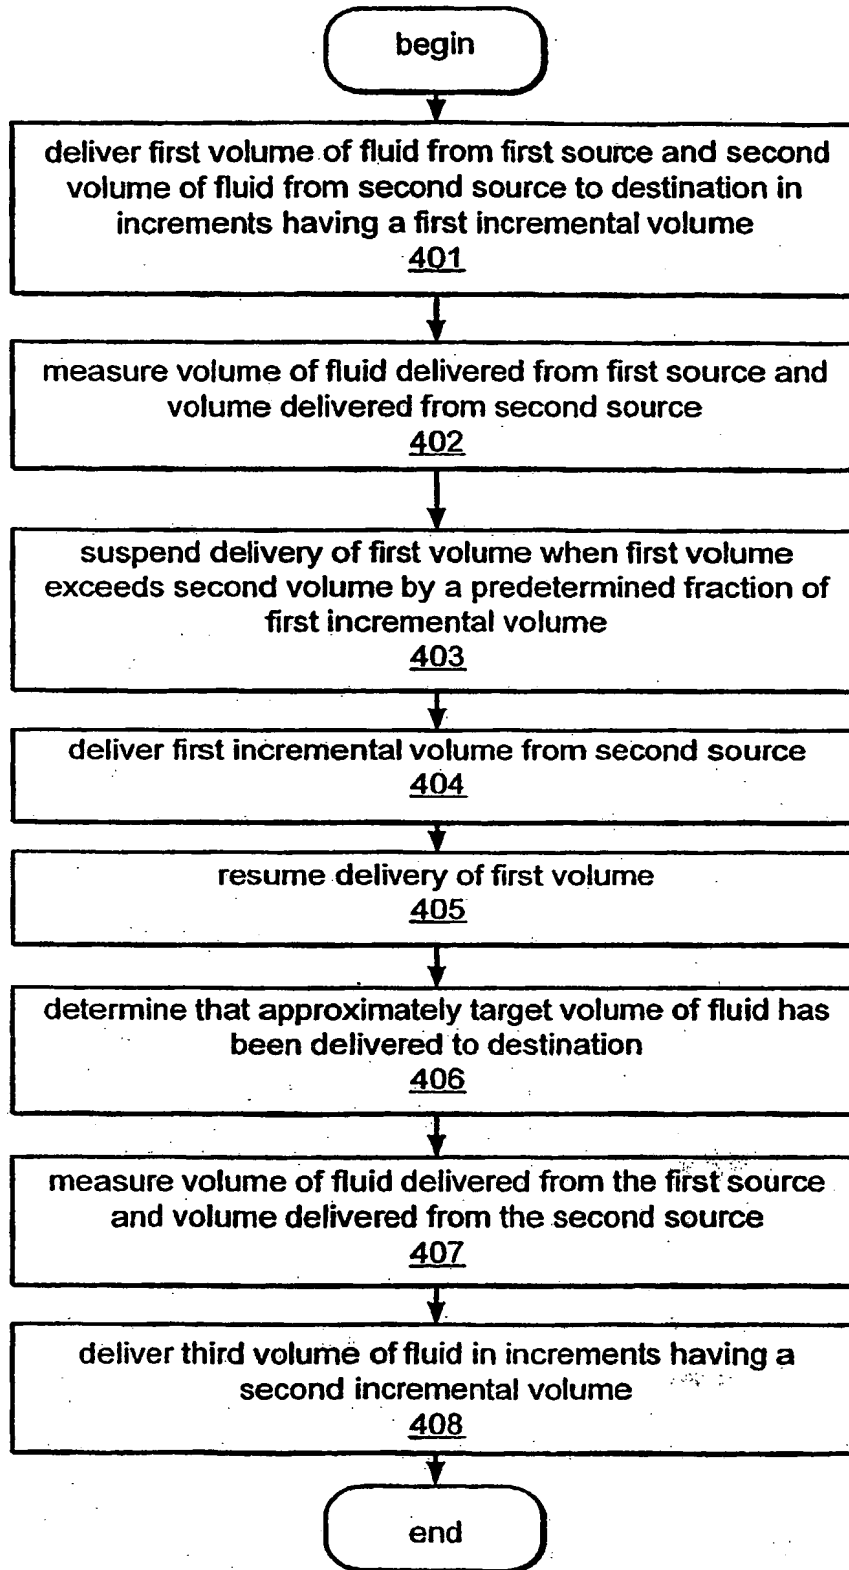 begin
deliver first volume of fluid from first source and second
volume of fluid from second source to destination in
increments having a first incremental volume
401
measure volume of fluid delivered from first source and
volume delivered from second source
402
suspend delivery of first volume when first volume
exceeds second volume by a predetermined fraction of
first incremental volume
403
deliver first incremental volume from second source
404
resume delivery of first volume
405
determine that approximately target volume of fluid has
been delivered to destination
406
measure volume of fluid delivered from the first source
and volume delivered from the second source
407
deliver third volume of fluid in increments having a
second incremental volume
408
end